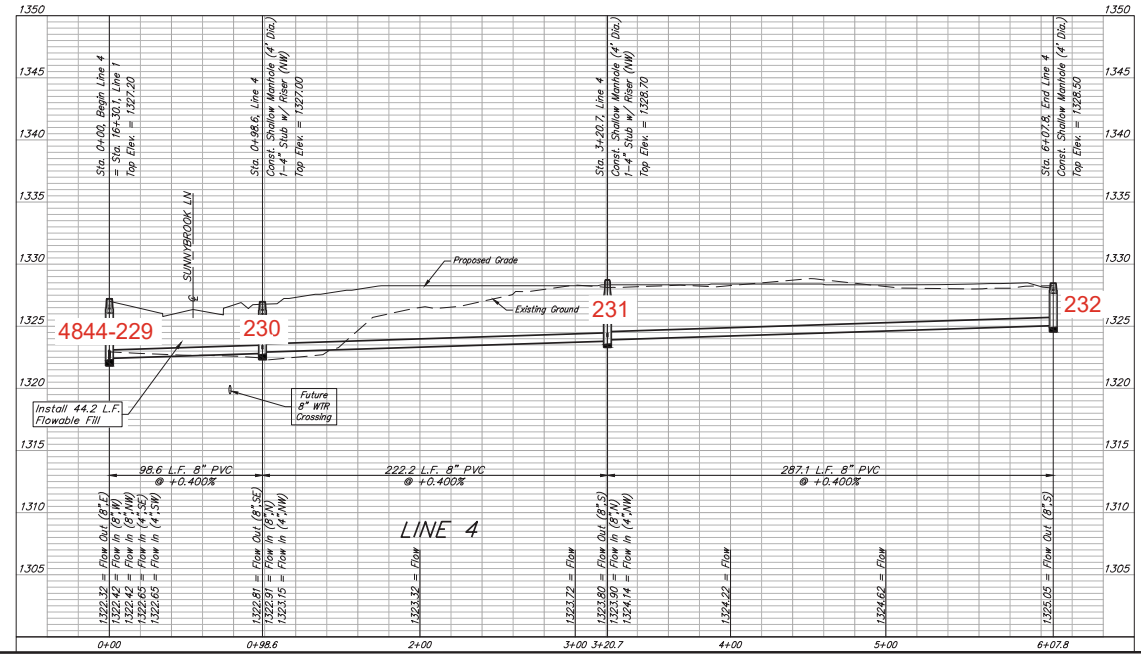 1350
1350
1345
1345
1340
1340
1335
1335
1330
1330
1325
1325
1320
1320
1315
1315
1310
1310
1305
1305
Sta. 0+00, Begin Line 4
= Sta. 16+30.1, Line 1
Top Elev. = 1327.20
SUNNYBROOK LN
Sta. 0+98.6, Line 4
Const. Shallow Manhole (4' Dia.)
1-4" Stub w/ Riser (NW)
Top Elev. = 1327.00
Sta. 3+20.7, Line 4
Const. Shallow Manhole (4' Dia.)
1-4" Stub w/ Riser (NW)
Top Elev. = 1328.70
Sta. 6+07.8, End Line 4
Const. Shallow Manhole (4' Dia.)
Top Elev. = 1328.50
Proposed Grade
Existing Ground
4844-229
230
231
232
Install 44.2 L.F.
Flowable Fill
Future
8" WTR
Crossing
98.6 L.F. 8" PVC
@ +0.400%
222.2 L.F. 8" PVC
@ +0.400%
287.1 L.F. 8" PVC
@ +0.400%
LINE 4
1322.32 = Flow Out (8",E)
1322.42 = Flow In (8",W)
1322.42 = Flow In (8",NW)
1322.65 = Flow In (4",SE)
1322.65 = Flow In (4",SW)
1322.81 = Flow Out (8",SE)
1322.91 = Flow In (8",N)
1323.15 = Flow In (4",NW)
1323.32 = Flow
1323.72 = Flow
1323.80 = Flow Out (8",S)
1323.90 = Flow In (8",N)
1324.14 = Flow In (4",NW)
1324.22 = Flow
1324.62 = Flow
1325.05 = Flow Out (8",S)
0+00
0+98.6
2+00
3+00
3+20.7
4+00
5+00
6+07.8